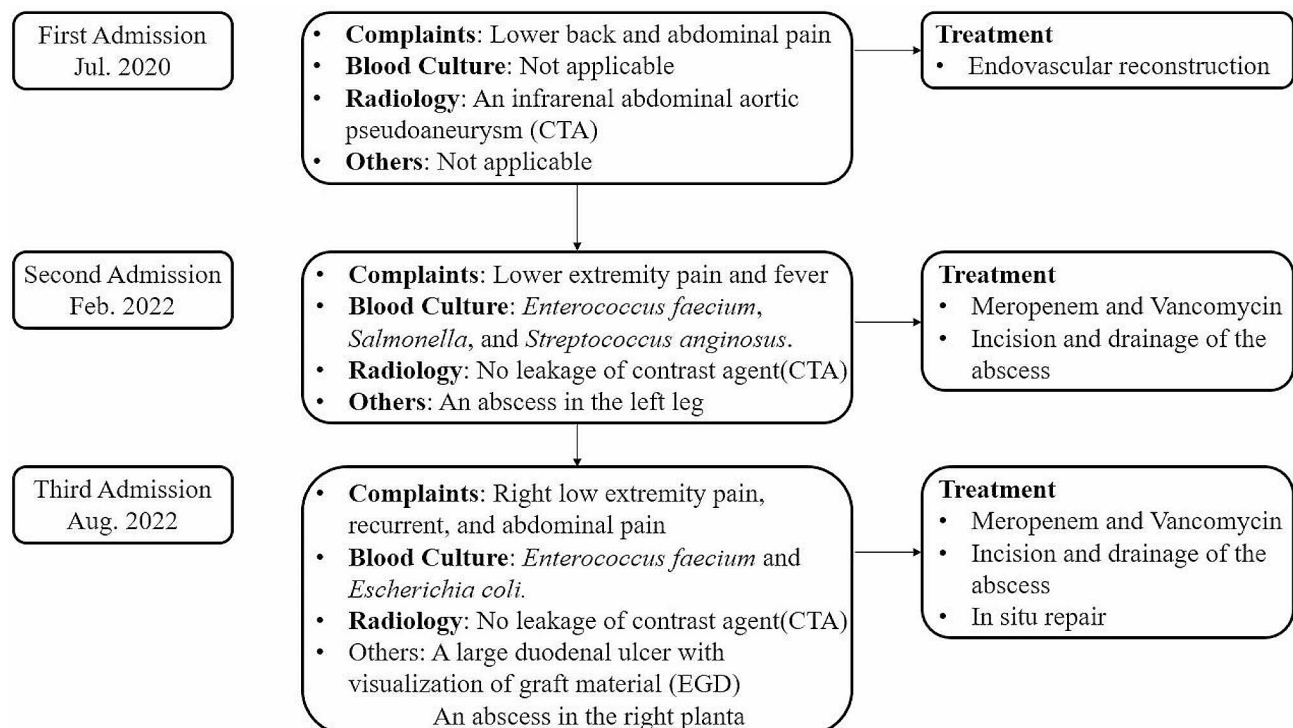 First Admission
Jul. 2020
• Complaints: Lower back and abdominal pain
• Blood Culture: Not applicable
• Radiology: An infrarenal abdominal aortic
pseudoaneurysm (CTA)
• Others: Not applicable
Treatment
• Endovascular reconstruction
Second Admission
Feb. 2022
• Complaints: Lower extremity pain and fever
• Blood Culture: Enterococcus faecium,
Salmonella, and Streptococcus anginosus.
• Radiology: No leakage of contrast agent(CTA)
• Others: An abscess in the left leg
Treatment
• Meropenem and Vancomycin
• Incision and drainage of the
abscess
Third Admission
Aug. 2022
• Complaints: Right low extremity pain,
recurrent, and abdominal pain
• Blood Culture: Enterococcus faecium and
Escherichia coli.
• Radiology: No leakage of contrast agent(CTA)
• Others: A large duodenal ulcer with
visualization of graft material (EGD)
An abscess in the right planta
Treatment
• Meropenem and Vancomycin
• Incision and drainage of the
abscess
• In situ repair